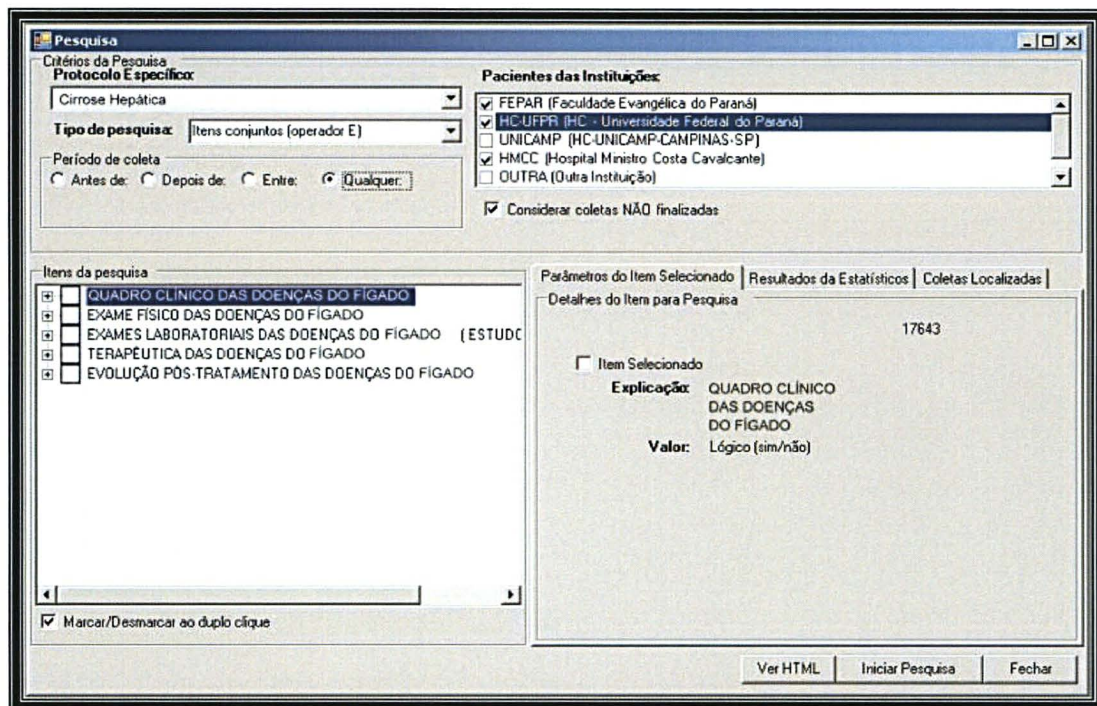 Pesquisa
Critérios da Pesquisa
Protocolo Específico:
Cirrose Hepática
Tipo de pesquisa: Itens conjuntos (operador E)
Período de coleta
Antes de: Depois de: Entre: Qualquer:
Pacientes das Instituições:
FEPAR (Faculdade Evangélica do Paraná)
HC-UFPR (HC - Universidade Federal do Paraná)
UNICAMP (HC-UNICAMP-CAMPINAS-SP)
HMCC (Hospital Ministro Costa Cavalcante)
OUTRA (Outra Instituição)
Considerar coletas NÃO finalizadas
Itens da pesquisa
QUADRO CLÍNICO DAS DOENÇAS DO FÍGADO
EXAME FÍSICO DAS DOENÇAS DO FÍGADO
EXAMES LABORATORIAIS DAS DOENÇAS DO FÍGADO (ESTUDO
TERAPÊUTICA DAS DOENÇAS DO FÍGADO
EVOLUÇÃO PÓS-TRATAMENTO DAS DOENÇAS DO FÍGADO
Marcar/Desmarcar ao duplo clique
Parâmetros do Item Selecionado Resultados da Estatísticos Coletas Localizadas
Detalhes do Item para Pesquisa
17643
Item Selecionado
Explicação: QUADRO CLÍNICO
DAS DOENÇAS
DO FÍGADO
Valor: Lógico (sim/não)
Ver HTML Iniciar Pesquisa Fechar